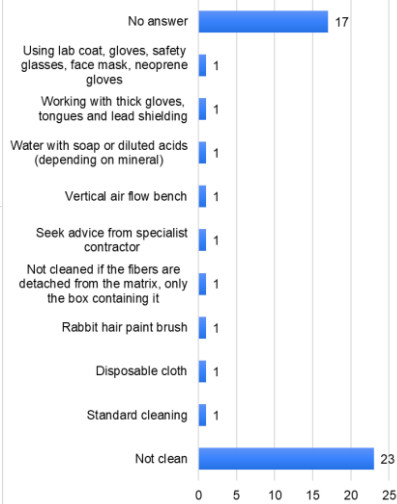 No answer
17
Using lab coat, gloves, safety
glasses, face mask, neoprene
gloves
1
Working with thick gloves,
tongues and lead shielding
1
Water with soap or diluted acids
(depending on mineral)
1
Vertical air flow bench
1
Seek advice from specialist
contractor
1
Not cleaned if the fibers are
detached from the matrix, only
the box containing it
1
Rabbit hair paint brush
1
Disposable cloth
1
Standard cleaning
1
Not clean
23
0 5 10 15 20 25